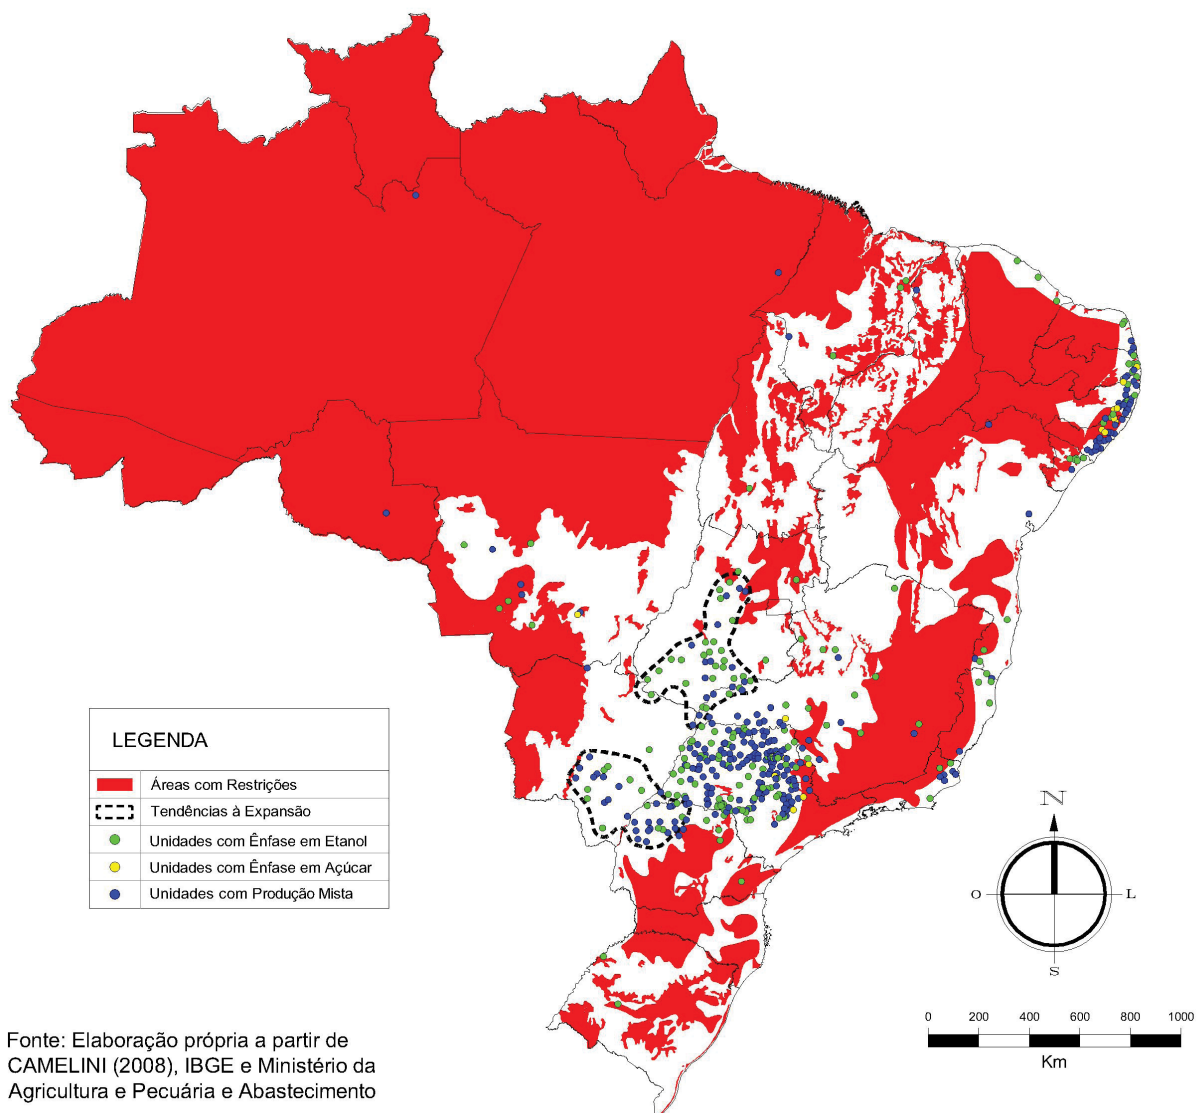 LEGENDA
Áreas com Restrições
Tendências à Expansão
Unidades com Ênfase em Etanol
Unidades com Ênfase em Açúcar
Unidades com Produção Mista
N
O
L
S
0 200 400 600 800 1000
Km
Fonte: Elaboração própria a partir de
CAMELINI (2008), IBGE e Ministério da
Agricultura e Pecuária e Abastecimento